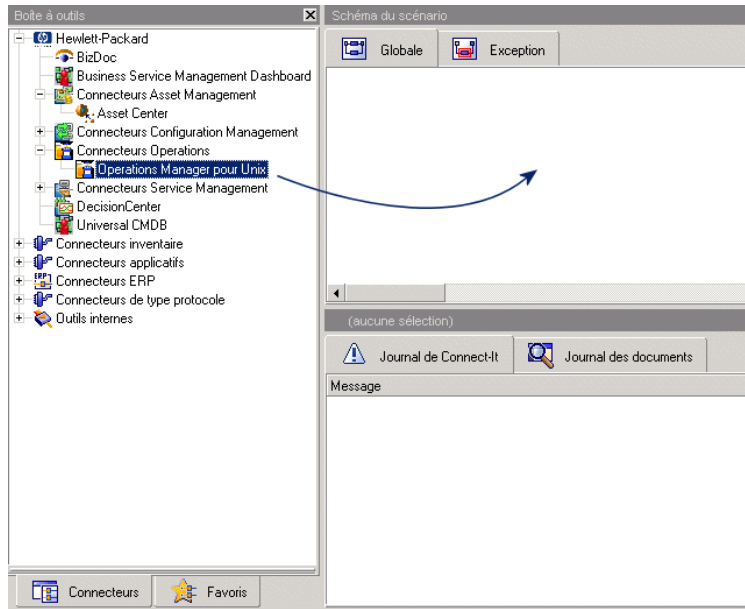 Boîte à outils
Hewlett-Packard
BizDoc
Business Service Management Dashboard
Connecteurs Asset Management
Asset Center
Connecteurs Configuration Management
Connecteurs Operations
Operations Manager pour Unix
Connecteurs Service Management
DecisionCenter
Universal CMDB
Connecteurs inventaire
Connecteurs applicatifs
ERP
Connecteurs ERP
Connecteurs de type protocole
Outils internes
Connecteurs
Favoris
Schéma du scénario
Globale
Exception
(aucune sélection)
Journal de Connect-It
Journal des documents
Message